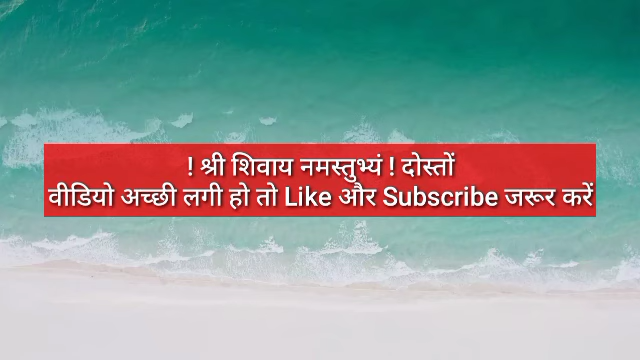 ! श्री शिवाय नमस्तुभ्यं ! दोस्तों
वीडियो अच्छी लगी हो तो Like और Subscribe जरूर करें